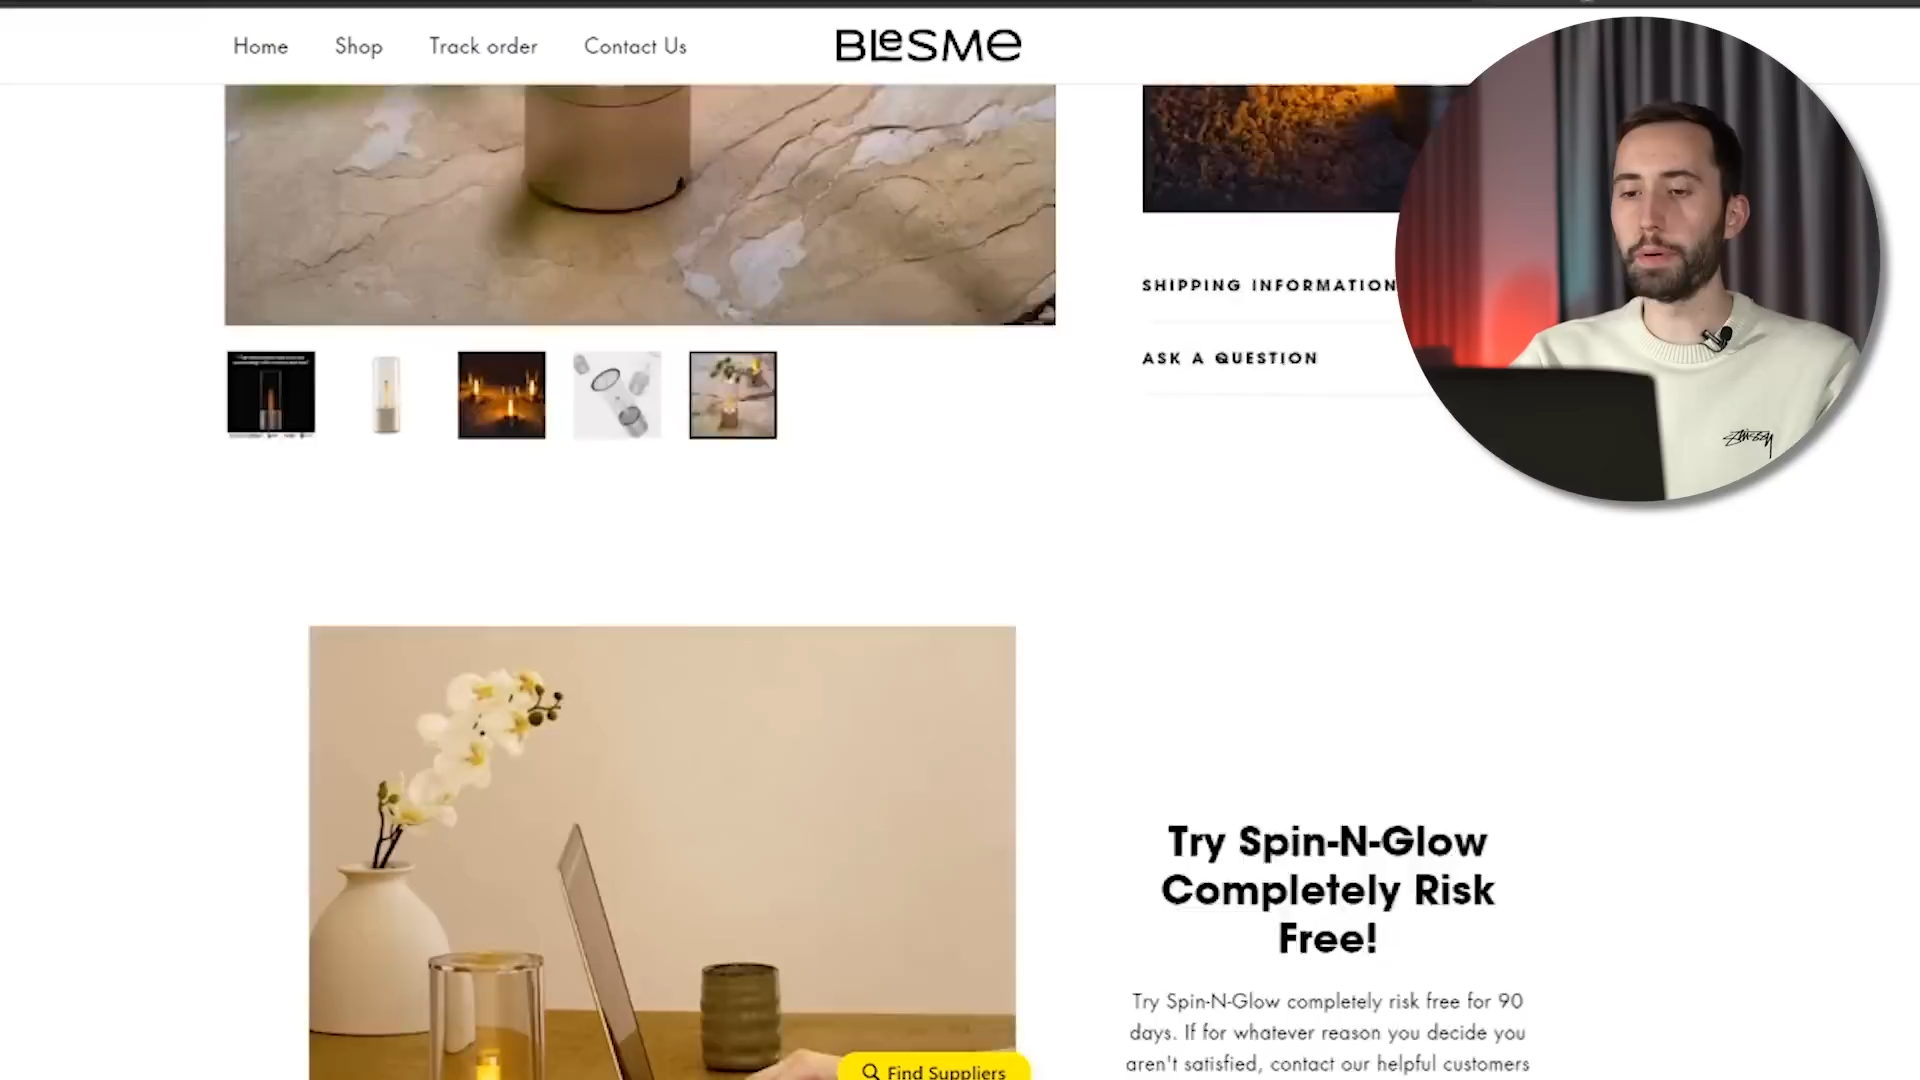 Home Shop Track order Contact Us
BLESME
SHIPPING INFORMATION
ASK A QUESTION
STÜSSY
Try Spin-N-Glow
Completely Risk
Free!
Try Spin-N-Glow completely risk free for 90
days. If for whatever reason you decide you
aren't satisfied, contact our helpful customers
Find Suppliers